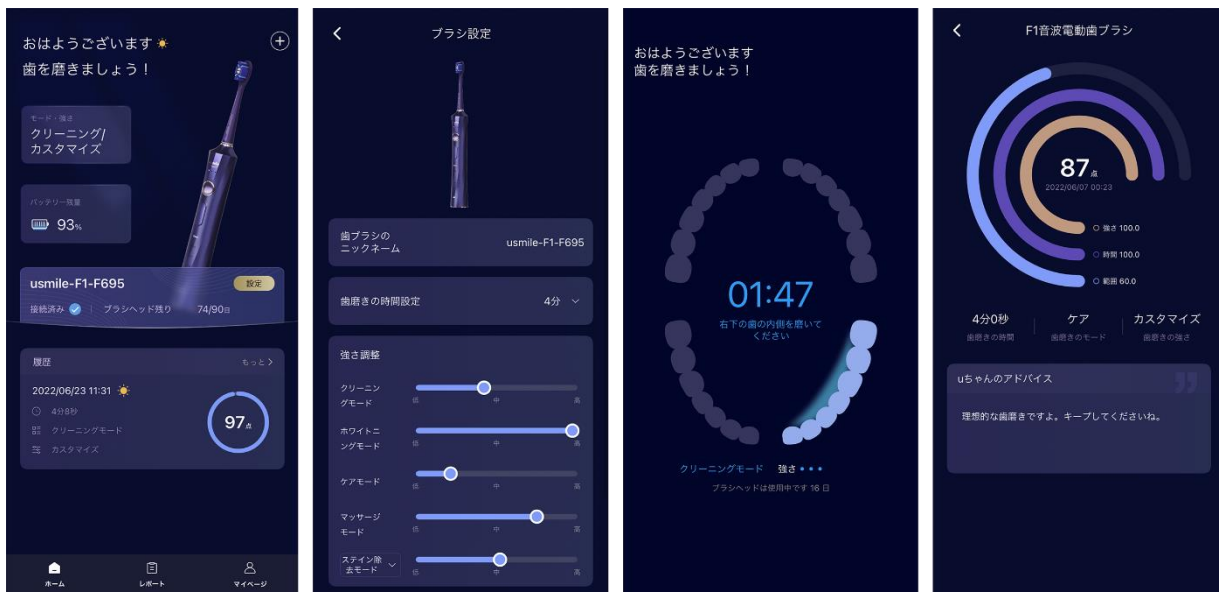 おはようございます
歯を磨きましょう！
モード・強さ
クリーニング/
カスタマイズ
バッテリー残量
93%
usmile-F1-F695
設定
接続済み
ブラシヘッド残り
74/90日
履歴
もっと
2022/06/23 11:31
4分8秒
クリーニングモード
カスタマイズ
97点
ホーム
レポート
マイページ
ブラシ設定
歯ブラシの
ニックネーム
usmile-F1-F695
歯磨きの時間設定
4分
強さ調整
クリーニン
グモード
低 中 高
ホワイトニ
ングモード
低 中 高
ケアモード
低 中 高
マッサージ
モード
低 中 高
ステイン除
去モード
低 中 高
おはようございます
歯を磨きましょう！
01:47
右下の歯の内側を磨いて
ください
クリーニングモード 強さ
ブラシヘッドは使用中です 16 日
F1音波電動歯ブラシ
87点
2022/06/07 00:23
強さ 100.0
時間 100.0
範囲 60.0
4分0秒
歯磨きの時間
ケア
歯磨きのモード
カスタマイズ
歯磨きの強さ
uちゃんのアドバイス
理想的な歯磨きですよ。キープしてくださいね。